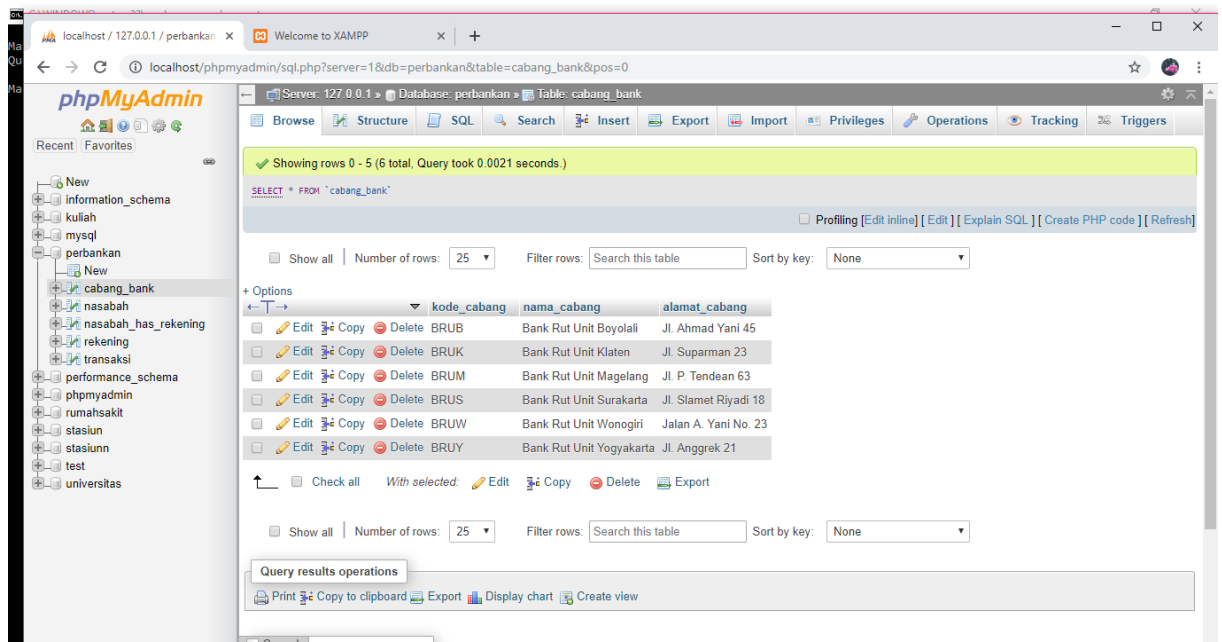 localhost / 127.0.0.1 / perbankan
Welcome to XAMPP
localhost/phpmyadmin/sql.php?server=1&db=perbankan&table=cabang_bank&pos=0
Ma
Qu
Ma
phpMyAdmin
Recent Favorites
New
information_schema
kuliah
mysql
perbankan
New
cabang_bank
nasabah
nasabah_has_rekening
rekening
transaksi
performance_schema
phpmyadmin
rumahsakit
stasiun
stasiunn
test
universitas
Server: 127.0.0.1 » Database: perbankan » Table: cabang_bank
Browse Structure SQL Search Insert Export Import Privileges Operations Tracking Triggers
Showing rows 0 - 5 (6 total, Query took 0.0021 seconds.)
SELECT * FROM `cabang_bank`
Profiling [Edit inline] [ Edit ] [ Explain SQL ] [ Create PHP code ] [ Refresh]
Show all Number of rows: 25 Filter rows: Search this table Sort by key: None
+ Options
kode_cabang nama_cabang alamat_cabang
Edit Copy Delete BRUB Bank Rut Unit Boyolali Jl. Ahmad Yani 45
Edit Copy Delete BRUK Bank Rut Unit Klaten Jl. Suparman 23
Edit Copy Delete BRUM Bank Rut Unit Magelang Jl. P. Tendean 63
Edit Copy Delete BRUS Bank Rut Unit Surakarta Jl. Slamet Riyadi 18
Edit Copy Delete BRUW Bank Rut Unit Wonogiri Jalan A. Yani No. 23
Edit Copy Delete BRUY Bank Rut Unit Yogyakarta Jl. Anggrek 21
Check all With selected: Edit Copy Delete Export
Show all Number of rows: 25 Filter rows: Search this table Sort by key: None
Query results operations
Print Copy to clipboard Export Display chart Create view